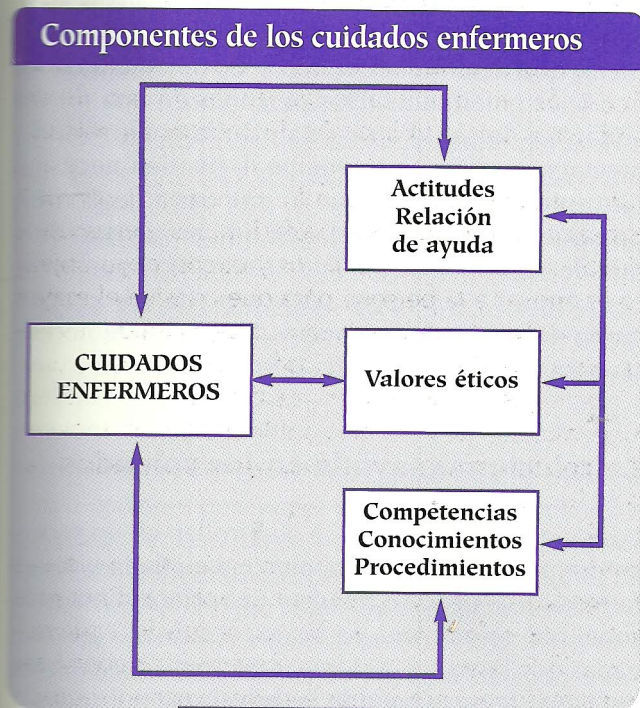 Componentes de los cuidados enfermeros
Actitudes
Relación
de ayuda
CUIDADOS
ENFERMEROS
Valores éticos
Competencias
Conocimientos
Procedimientos